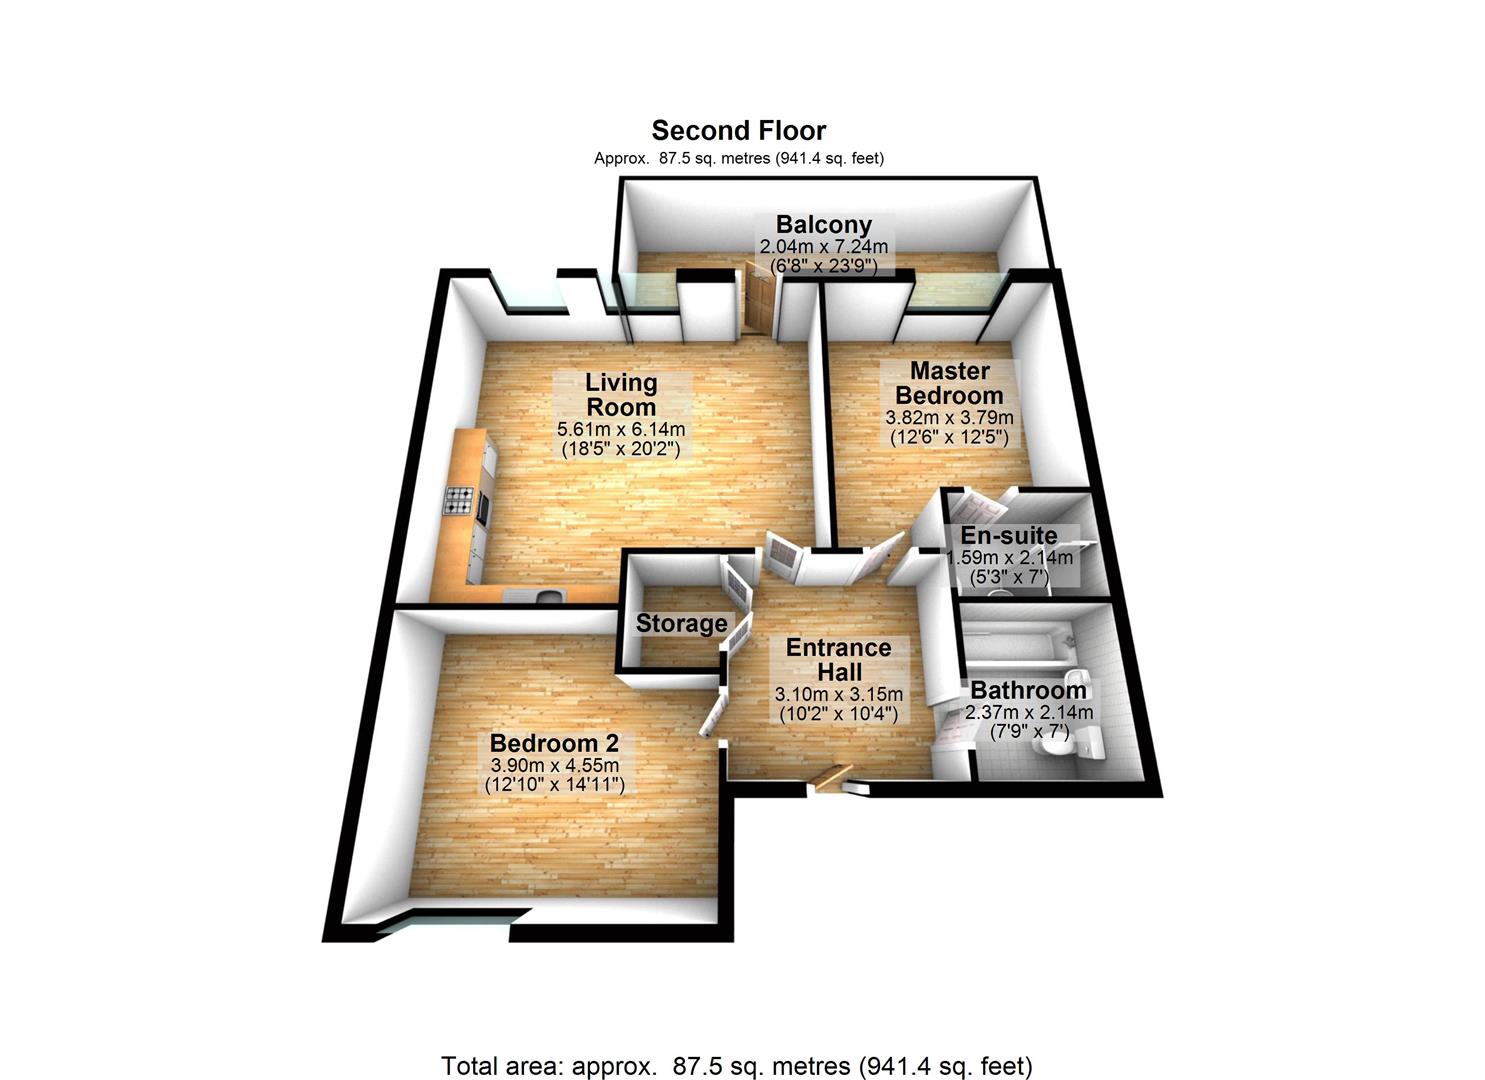 Second Floor
Approx.  87.5 sq. metres (941.4 sq. feet)
Balcony
2.04m x 7.24m
(6'8" x 23'9")
Living
Room
5.61m x 6.14m
(18'5" x 20'2")
Master
Bedroom
3.82m x 3.79m
(12'6" x 12'5")
En-suite
1.59m x 2.14m
(5'3" x 7')
Storage
Entrance
Hall
3.10m x 3.15m
(10'2" x 10'4")
Bathroom
2.37m x 2.14m
(7'9" x 7')
Bedroom 2
3.90m x 4.55m
(12'10" x 14'11")
Total area: approx.  87.5 sq. metres (941.4 sq. feet)